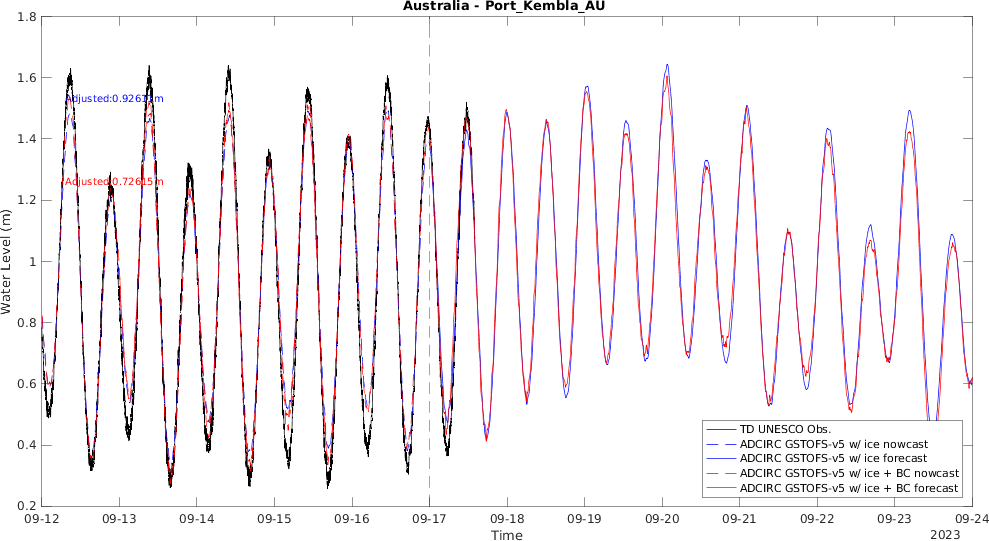 Australia - Port_Kembla_AU
1.8
1.6
1.4
1.2
1
0.8
0.6
0.4
0.2
Water Level (m)
Adjusted:0.72615m
TD UNESCO Obs.
ADCIRC GSTOFS-v5 w/ ice nowcast
ADCIRC GSTOFS-v5 w/ ice forecast
ADCIRC GSTOFS-v5 w/ ice + BC nowcast
ADCIRC GSTOFS-v5 w/ ice + BC forecast
09-12 09-13 09-14 09-15 09-16 09-17 09-18 09-19 09-20 09-21 09-22 09-23 09-24
Time
2023